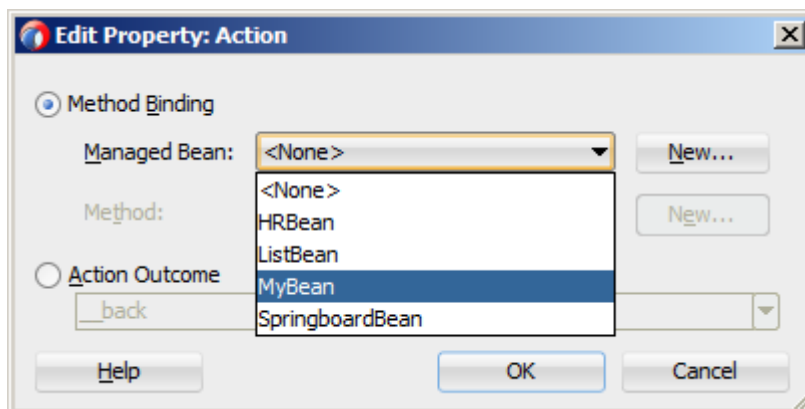 Edit Property: Action
Method Binding
Managed Bean: <None> New...
<None>
Method: New...
HRBean
ListBean
Action Outcome
MyBean
__back
SpringboardBean
Help OK Cancel